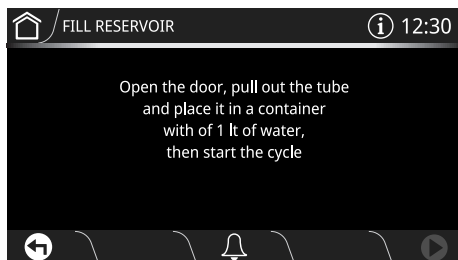 FILL RESERVOIR
i 12:30
Open the door, pull out the tube
and place it in a container
with of 1 lt of water,
then start the cycle